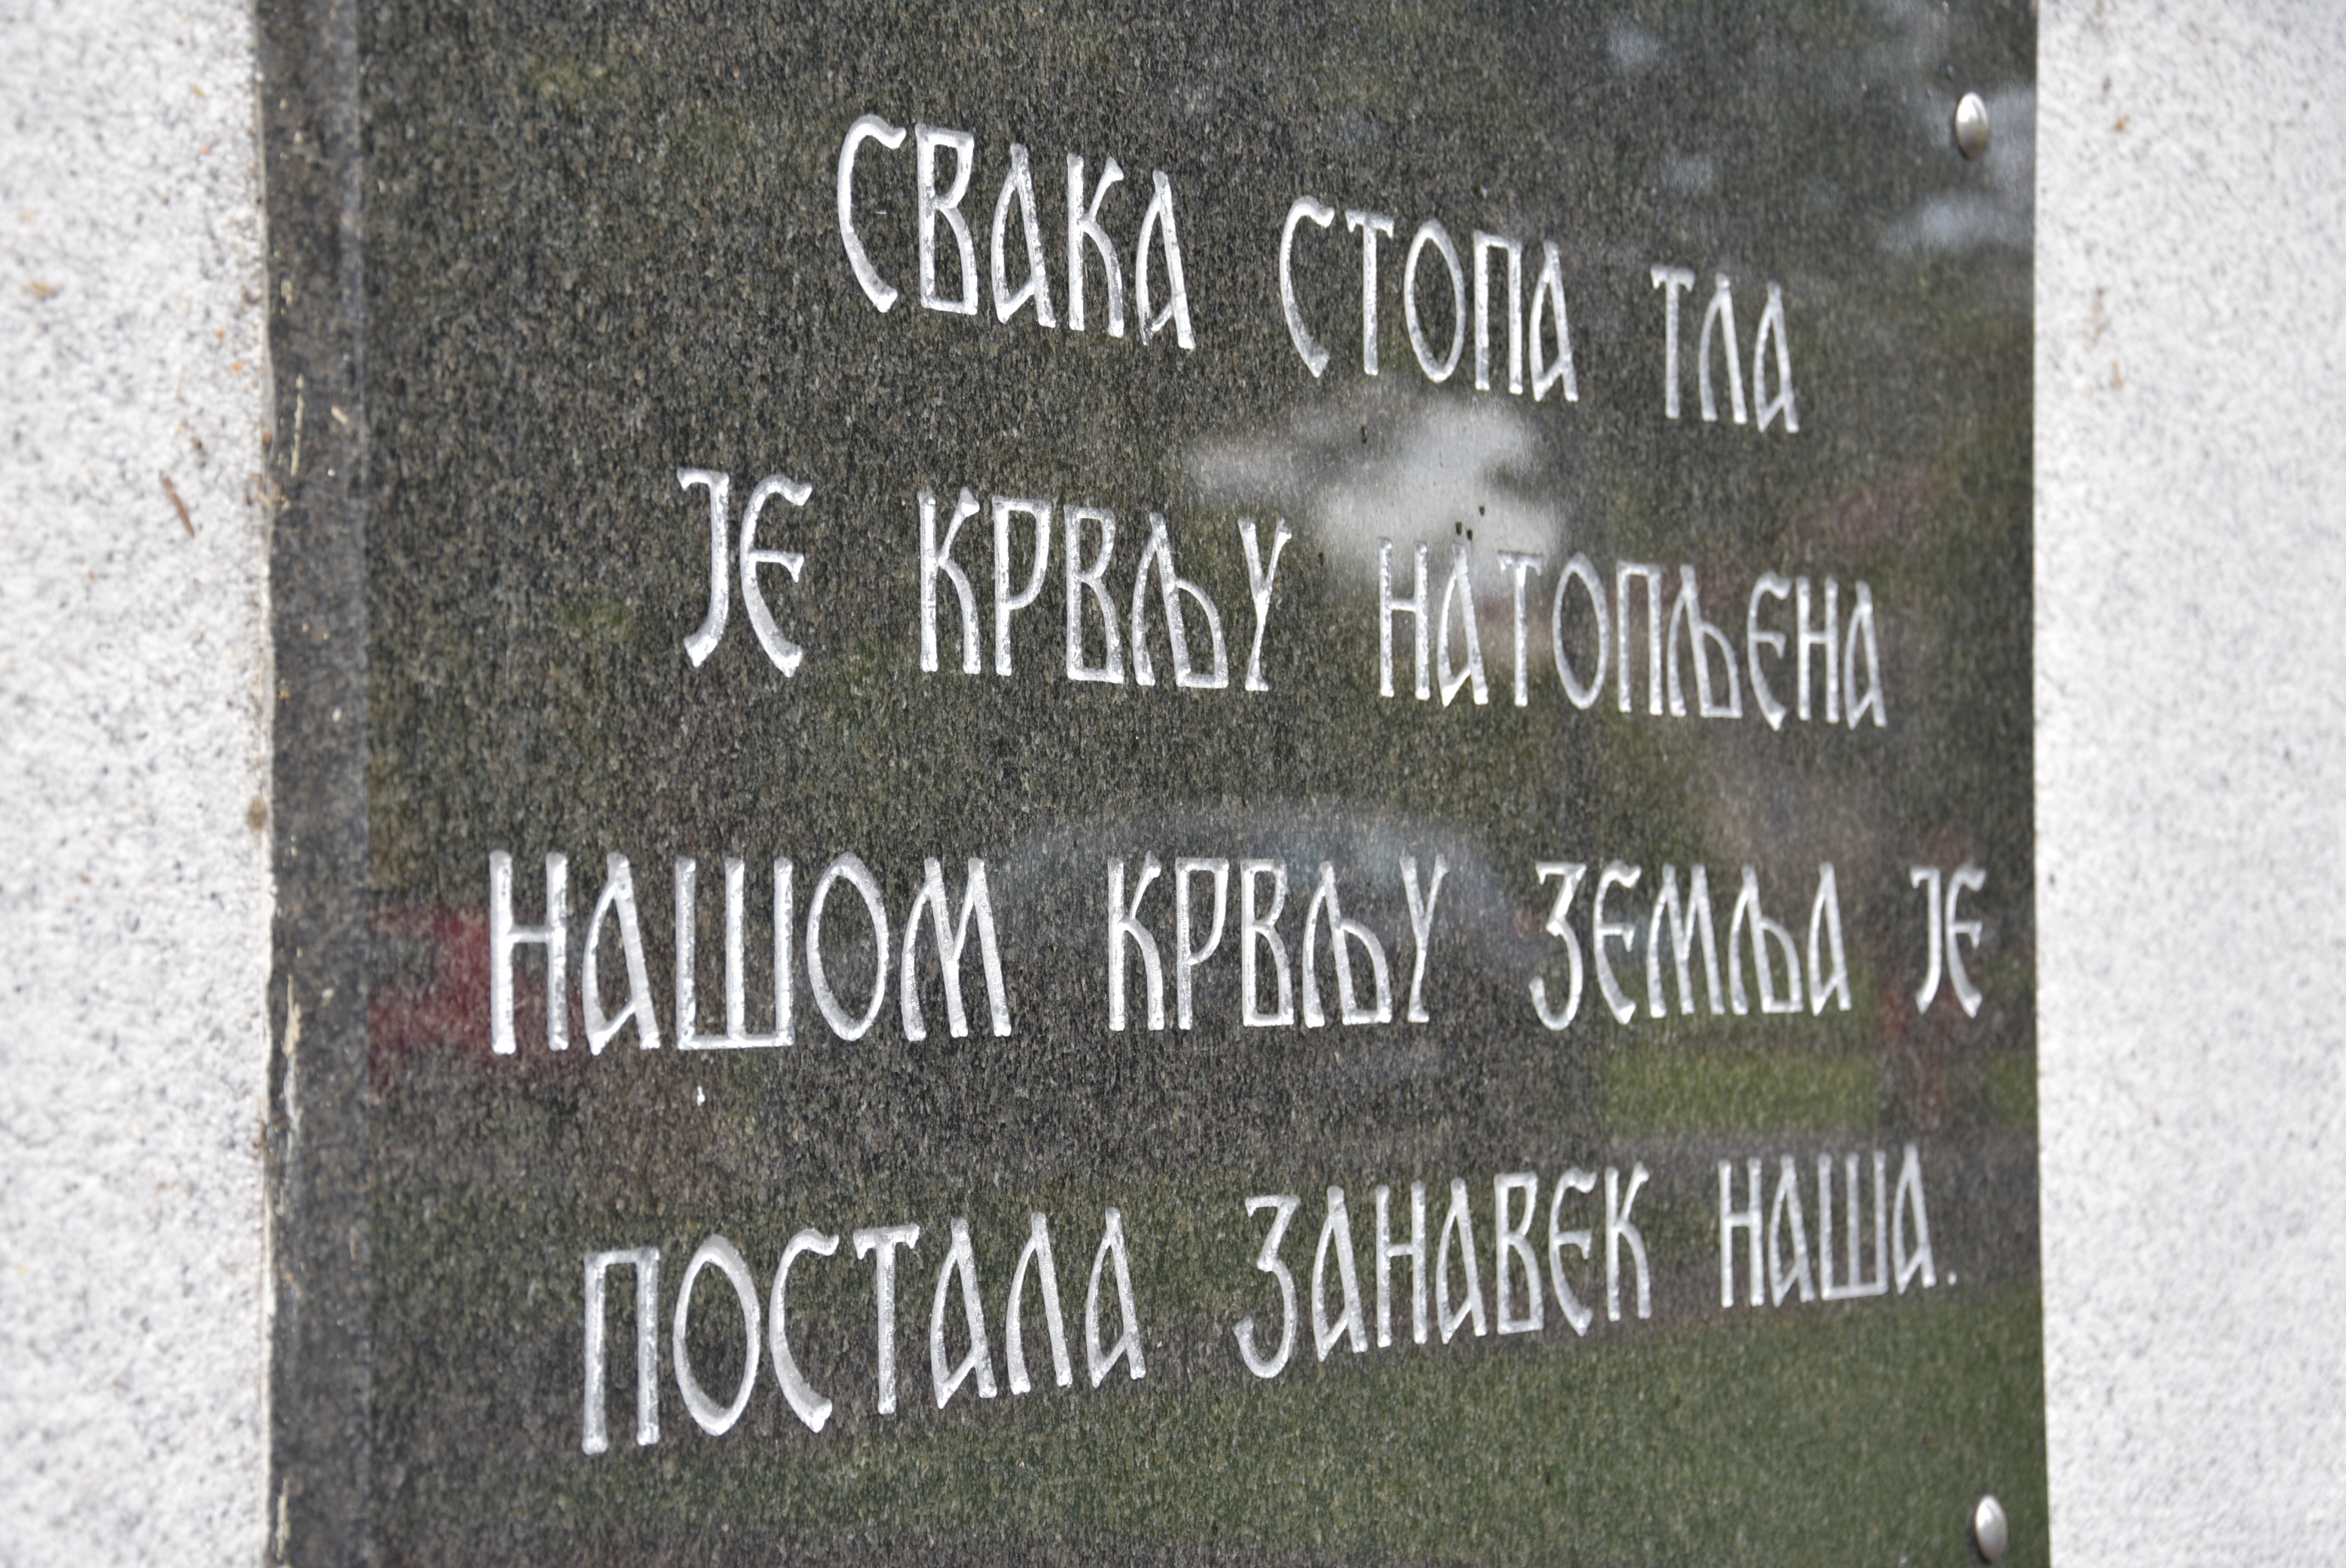 СВАКА СТОПА ТЛА
ЈЕ КРВЉУ НАТОПЉЕНА
НАШОМ КРВЉУ ЗЕМЉА ЈЕ
ПОСТАЛА ЗАНАВЕК НАША.